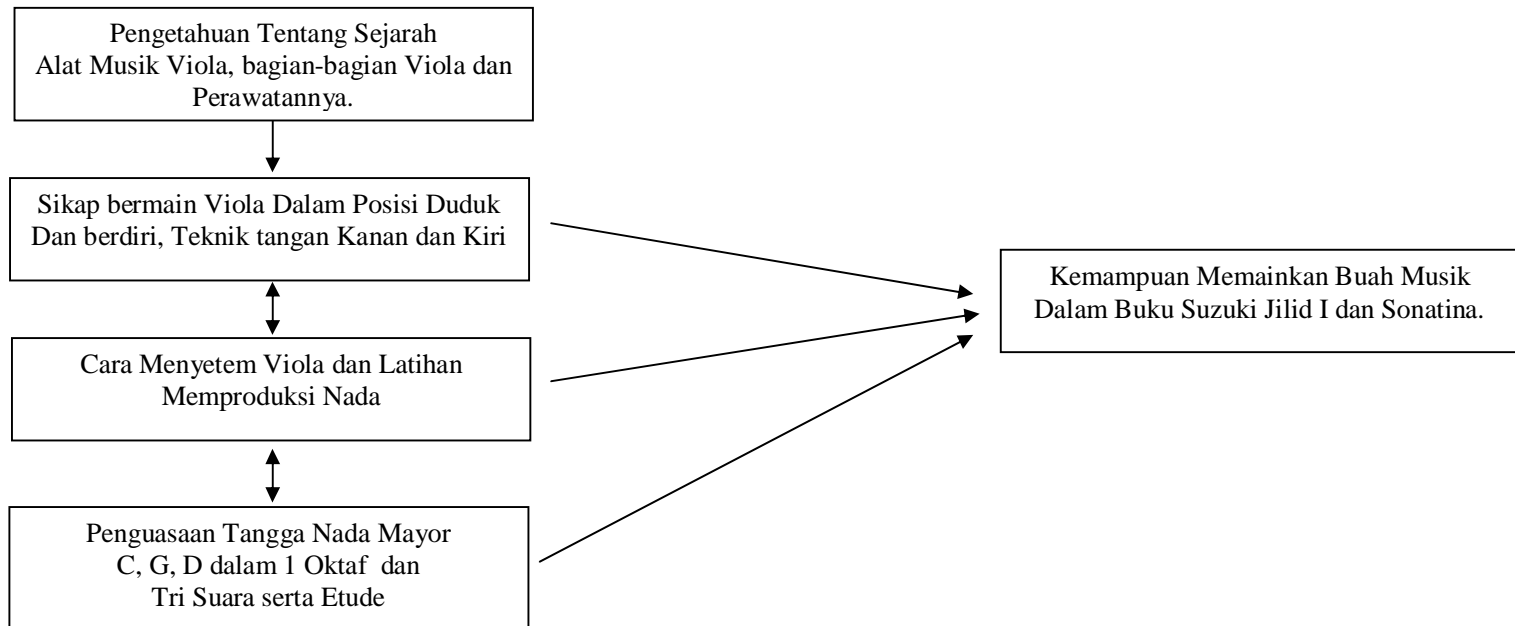 Pengetahuan Tentang Sejarah
Alat Musik Viola, bagian-bagian Viola dan
Perawatannya.
Sikap bermain Viola Dalam Posisi Duduk
Dan berdiri, Teknik tangan Kanan dan Kiri
Cara Menyetem Viola dan Latihan
Memproduksi Nada
Penguasaan Tangga Nada Mayor
C, G, D dalam 1 Oktaf dan
Tri Suara serta Etude
Kemampuan Memainkan Buah Musik
Dalam Buku Suzuki Jilid I dan Sonatina.